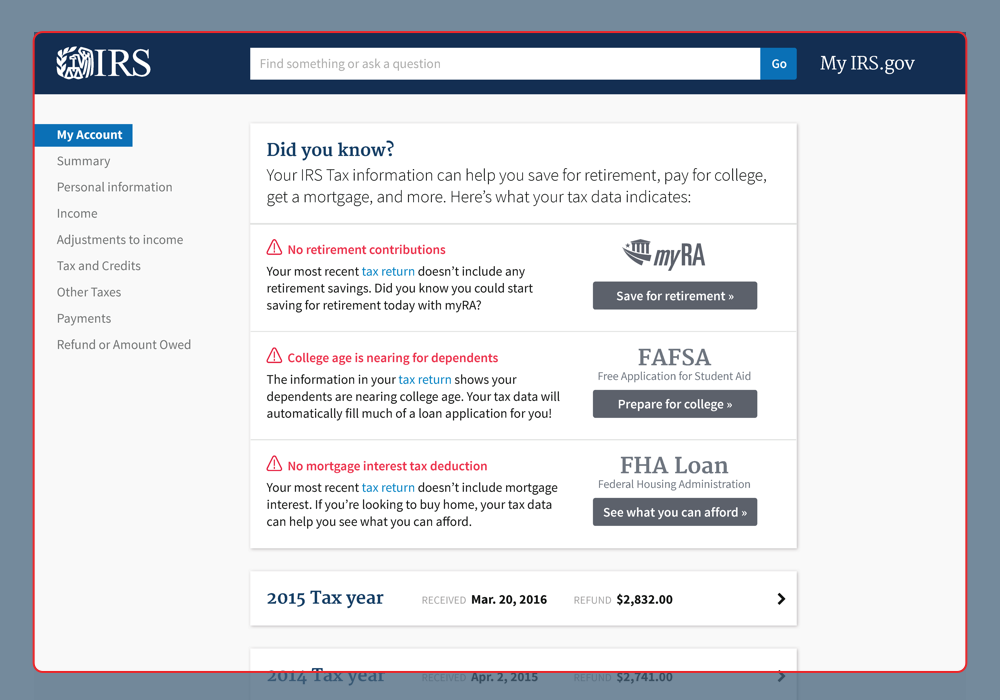 IRS
Find something or ask a question
Go
My IRS.gov
My Account
Summary
Personal information
Income
Adjustments to income
Tax and Credits
Other Taxes
Payments
Refund or Amount Owed
Did you know?
Your IRS Tax information can help you save for retirement, pay for college,
get a mortgage, and more. Here’s what your tax data indicates:
No retirement contributions
Your most recent tax return doesn’t include any
retirement savings. Did you know you could start
saving for retirement today with myRA?
myRA
Save for retirement »
College age is nearing for dependents
The information in your tax return shows your
dependents are nearing college age. Your tax data will
automatically fill much of a loan application for you!
FAFSA
Free Application for Student Aid
Prepare for college »
No mortgage interest tax deduction
Your most recent tax return doesn’t include mortgage
interest. If you’re looking to buy home, your tax data
can help you see what you can afford.
FHA Loan
Federal Housing Administration
See what you can afford »
2015 Tax year RECEIVED Mar. 20, 2016 REFUND $2,832.00
2014 Tax year RECEIVED Apr. 2, 2015 REFUND $2,741.00